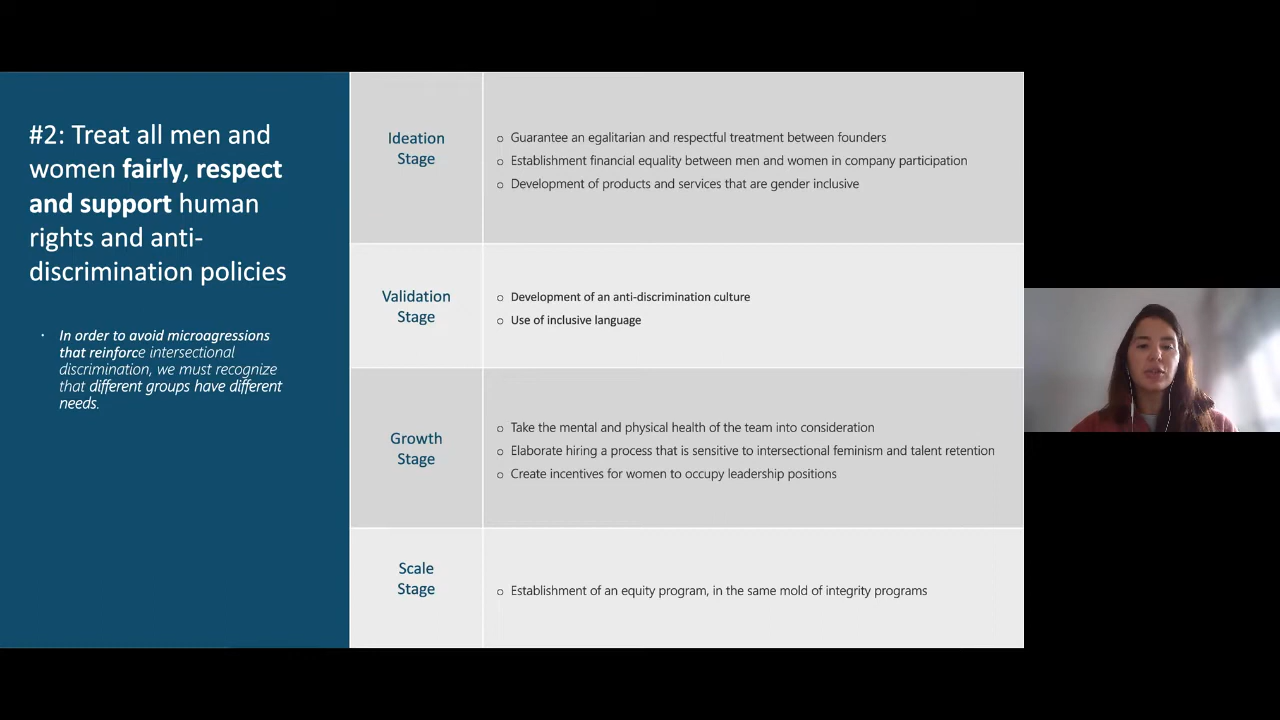 #2: Treat all men and
women fairly, respect
and support human
rights and anti-
discrimination policies
· In order to avoid microagressions
that reinforce intersectional
discrimination, we must recognize
that different groups have different
needs.
Ideation
Stage
o Guarantee an egalitarian and respectful treatment between founders
o Establishment financial equality between men and women in company participation
o Development of products and services that are gender inclusive
Validation
Stage
o Development of an anti-discrimination culture
o Use of inclusive language
Growth
Stage
o Take the mental and physical health of the team into consideration
o Elaborate hiring a process that is sensitive to intersectional feminism and talent retention
o Create incentives for women to occupy leadership positions
Scale
Stage
o Establishment of an equity program, in the same mold of integrity programs